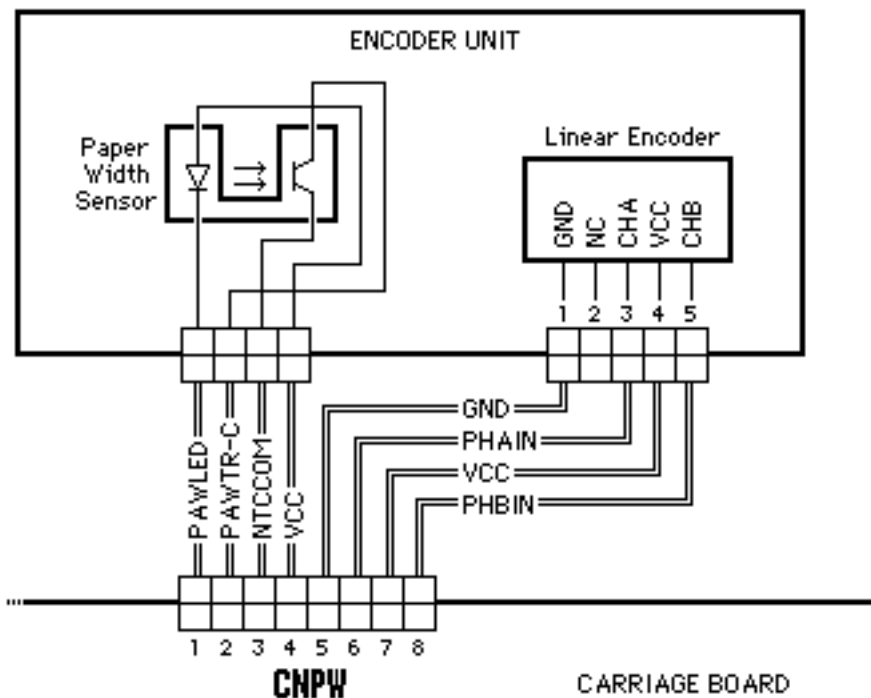 ENCODER UNIT
Paper
Width
Sensor
Linear Encoder
GND
NC
CHA
VCC
CHB
1 2 3 4 5
GND
PHAIN
VCC
PHBIN
PAWLED
PAWTR-C
NTCCOM
VCC
1 2 3 4 5 6 7 8
CNPW
CARRIAGE BOARD